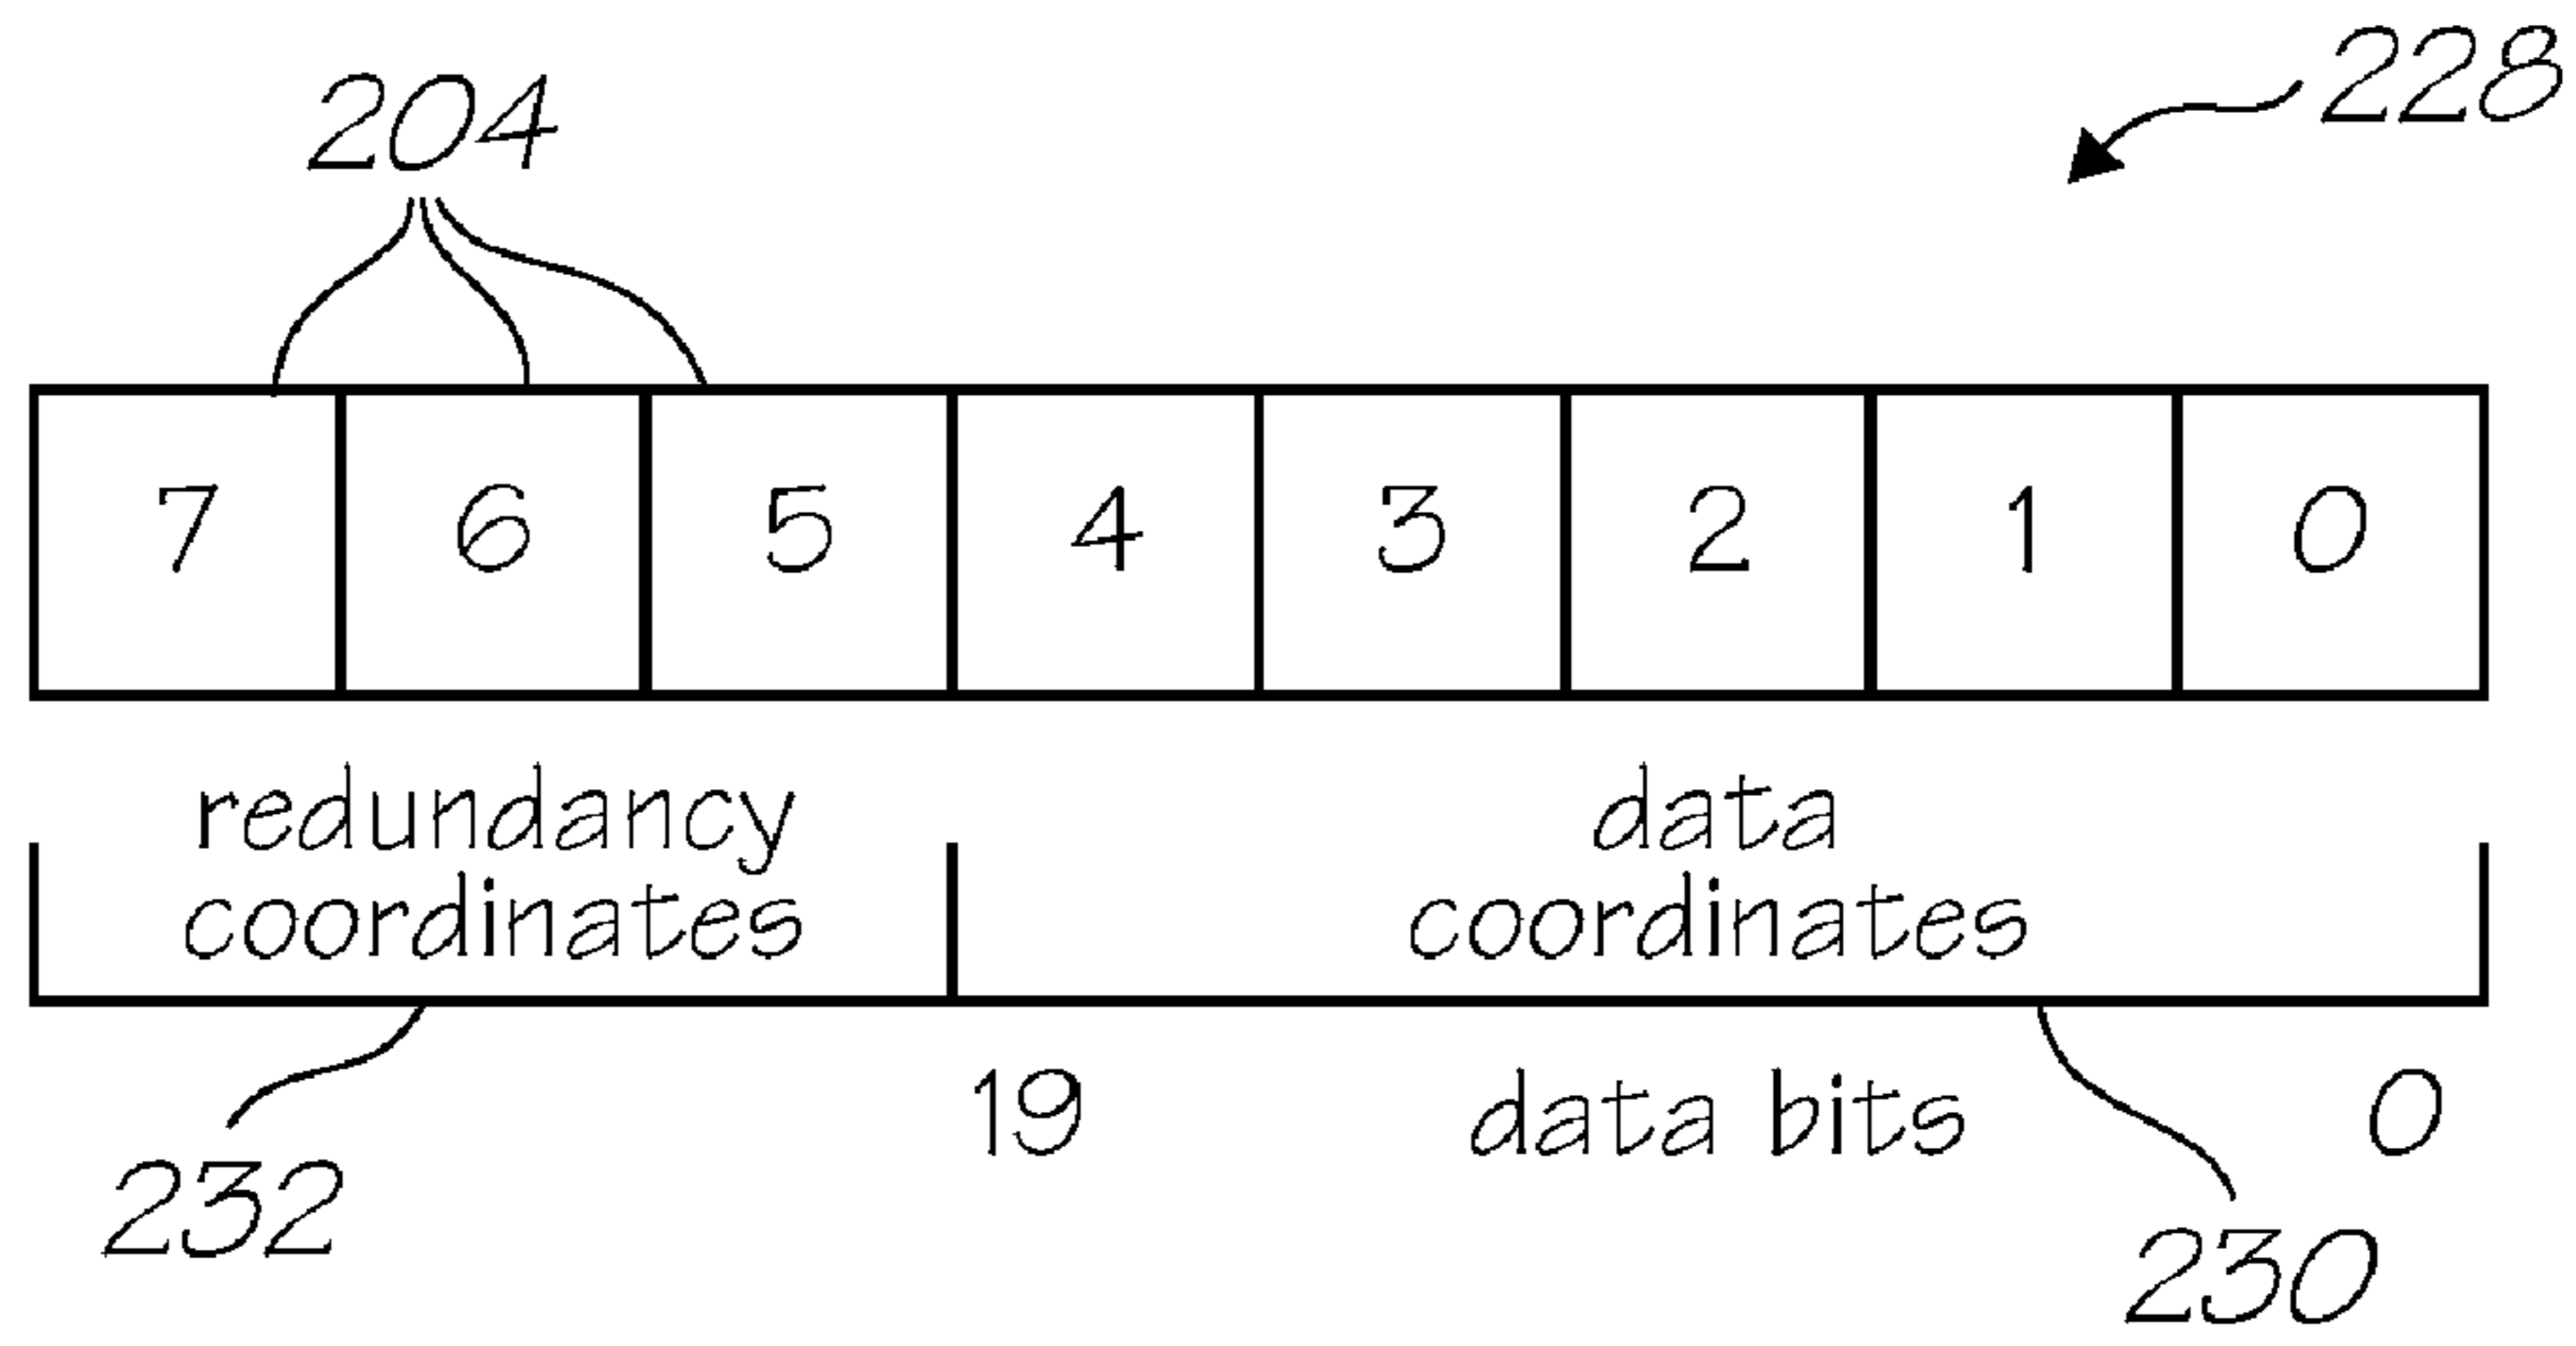 228
204
7 6 5 4 3 2 1 0
redundancy coordinates
data coordinates
19 data bits 0
232
230